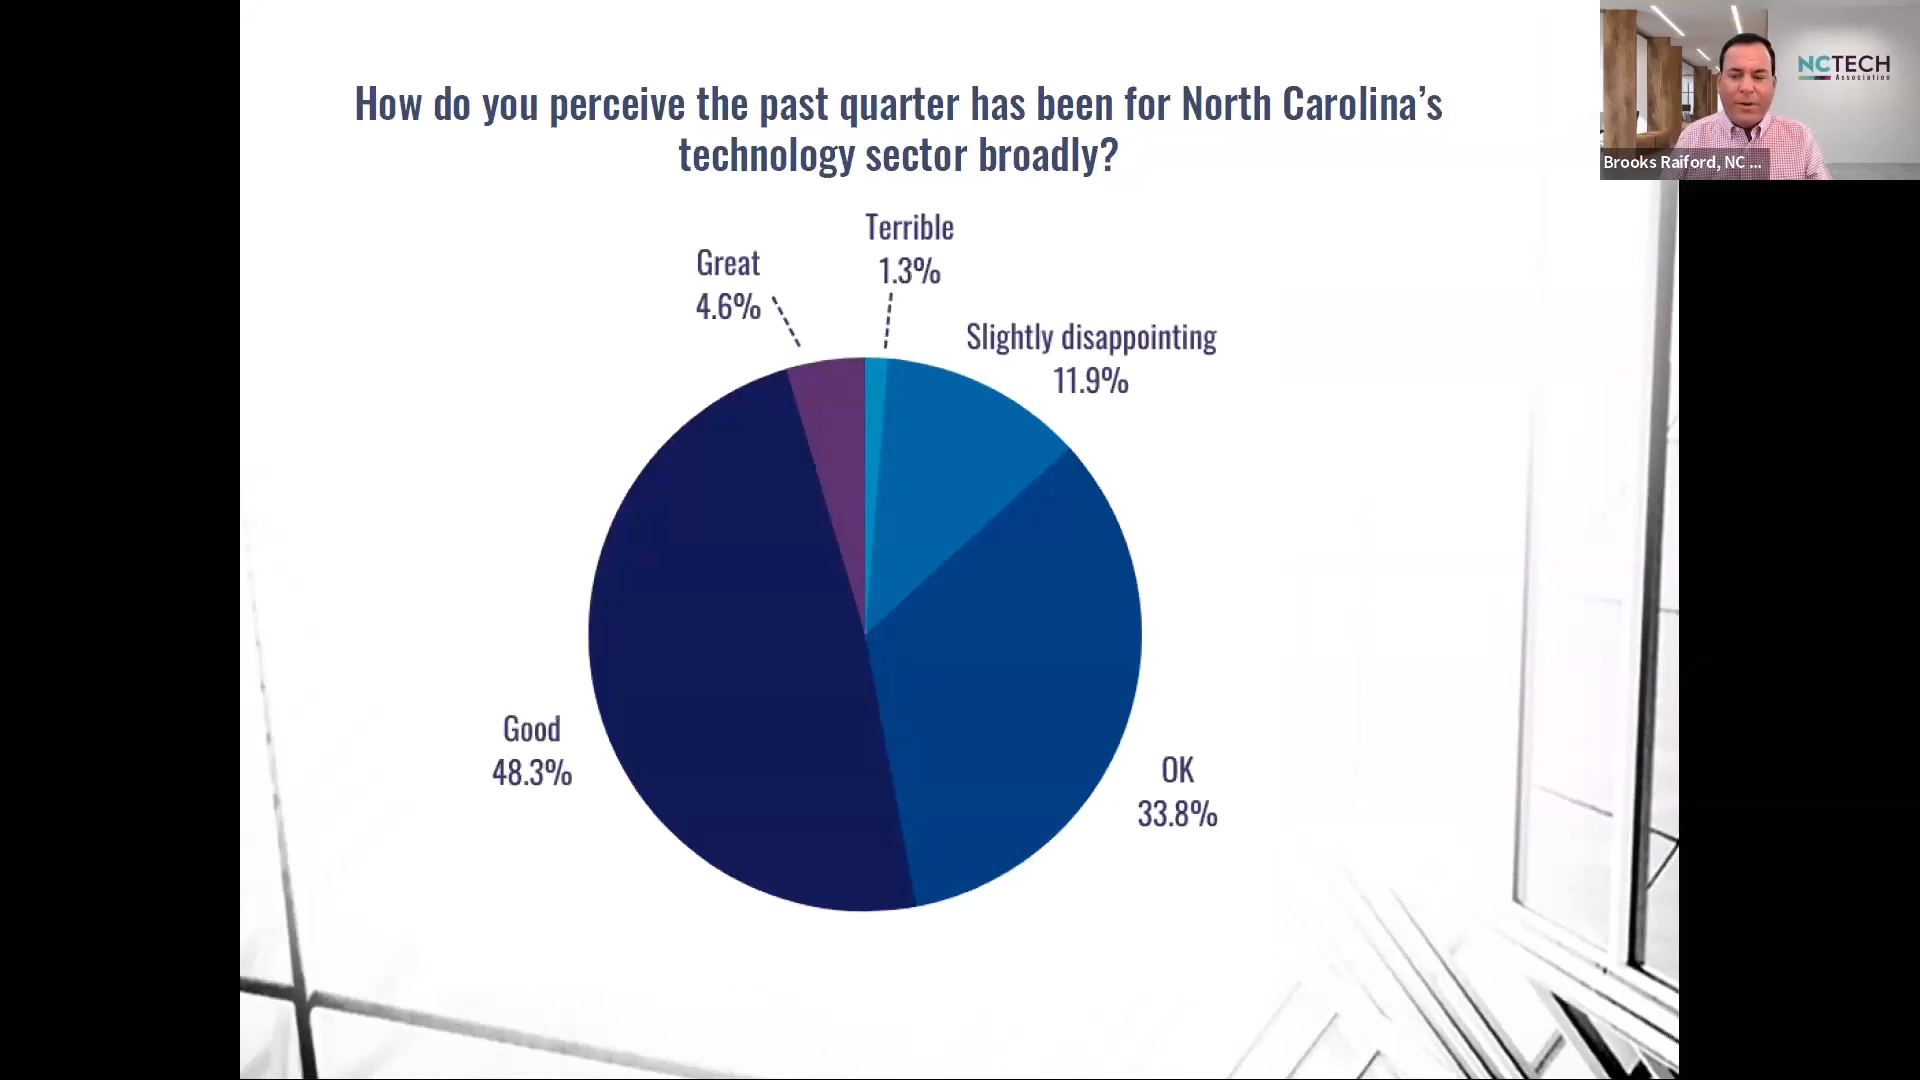 How do you perceive the past quarter has been for North Carolina’s
technology sector broadly?
Terrible
1.3%
Great
4.6%
Slightly disappointing
11.9%
Good
48.3%
OK
33.8%
NCTECH
Association
Brooks Raiford, NC ...